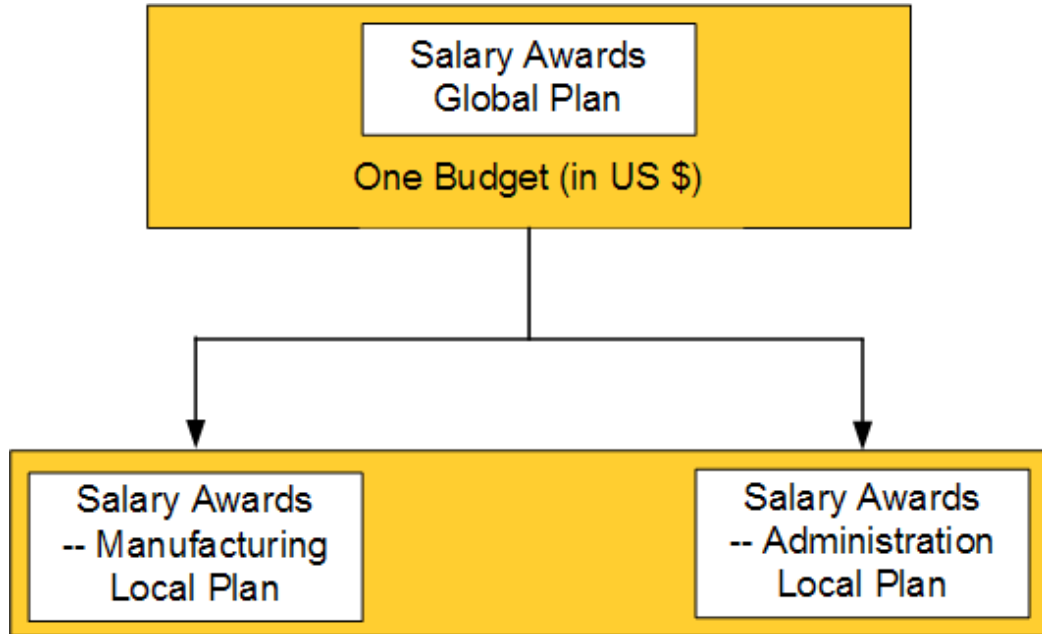 Salary Awards
Global Plan
One Budget (in US $)
Salary Awards
-- Manufacturing
Local Plan
Salary Awards
-- Administration
Local Plan